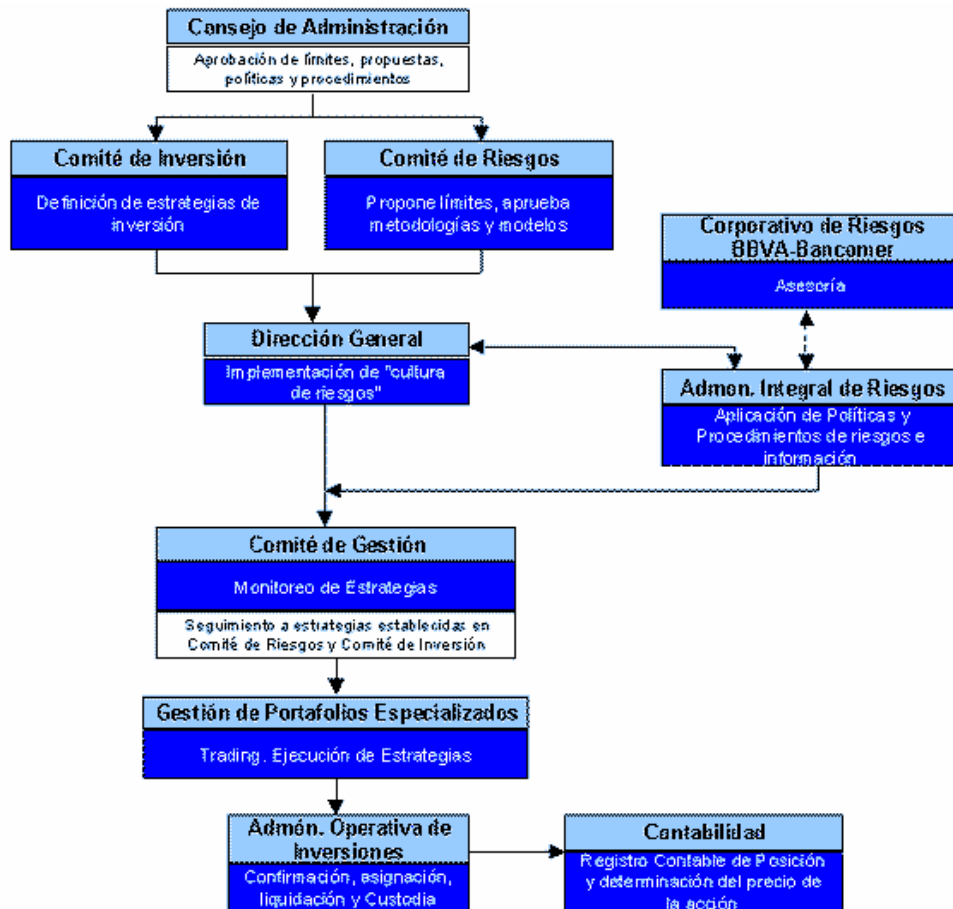 Consejo de Administración
Aprobación de límites, propuestas,
políticas y procedimientos
Comité de Inversión
Definición de estrategias de
inversión
Comité de Riesgos
Propone límites, aprueba
metodologías y modelos
Corporativo de Riesgos
BBVA-Bancomer
Asesoría
Dirección General
Implementación de "cultura
de riesgos"
Admon. Integral de Riesgos
Aplicación de Políticas y
Procedimientos de riesgos e
información
Comité de Gestión
Monitoreo de Estrategias
Seguimiento a estrategias establecidas en
Comité de Riesgos y Comité de Inversión
Gestión de Portafolios Especializados
Trading. Ejecución de Estrategias
Admón. Operativa de
Inversiones
Confirmación, asignación,
liquidación y Custodia
Contabilidad
Registro Contable de Posición
y determinación del precio de
la acción